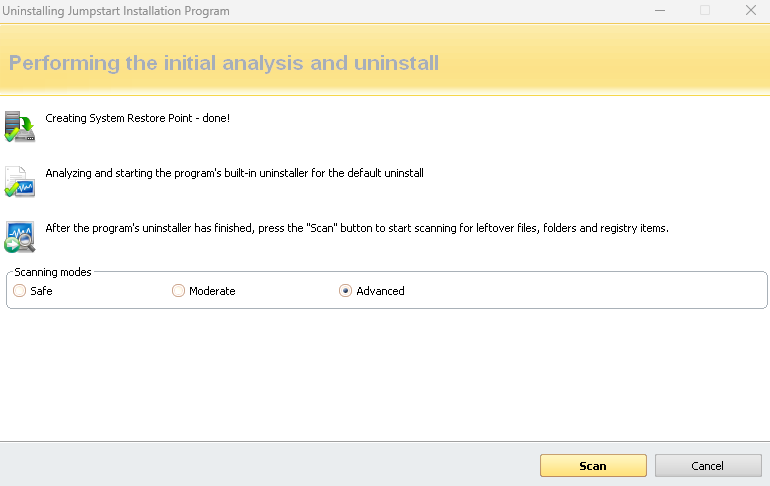 Uninstalling Jumpstart Installation Program
Performing the initial analysis and uninstall
Creating System Restore Point - done!
Analyzing and starting the program's built-in uninstaller for the default uninstall
After the program's uninstaller has finished, press the "Scan" button to start scanning for leftover files, folders and registry items.
Scanning modes
Safe
Moderate
Advanced
Scan
Cancel